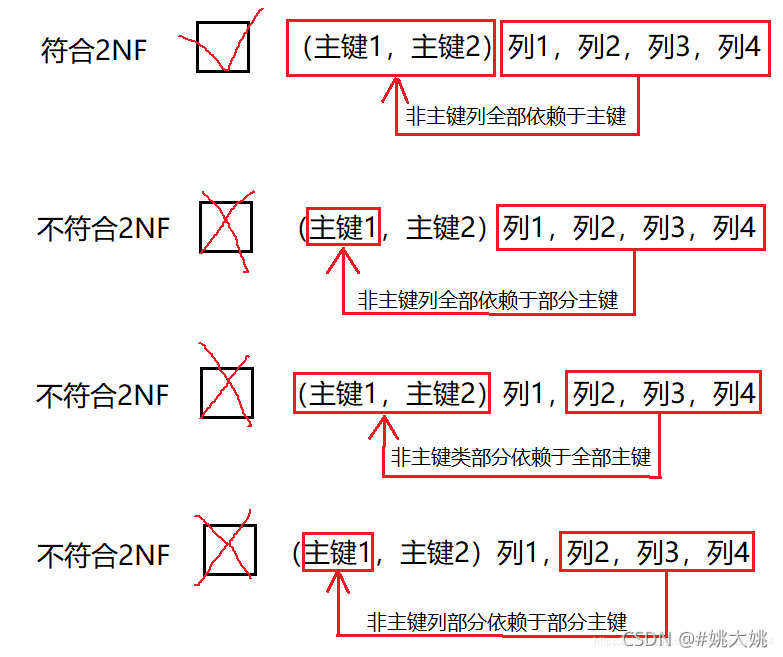 符合2NF （主键1，主键2）列1，列2，列3，列4
非主键列全部依赖于主键
不符合2NF （主键1，主键2）列1，列2，列3，列4
非主键列全部依赖于部分主键
不符合2NF （主键1，主键2）列1，列2，列3，列4
非主键类部分依赖于全部主键
不符合2NF （主键1，主键2）列1，列2，列3，列4
非主键列部分依赖于部分主键
CSDN @#姚大姚